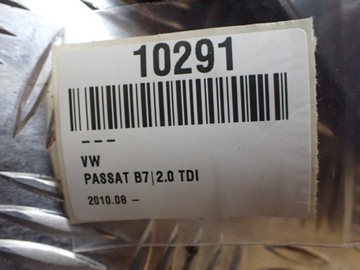 10291
---
VW
PASSAT B7|2.0 TDI
2010.08 -